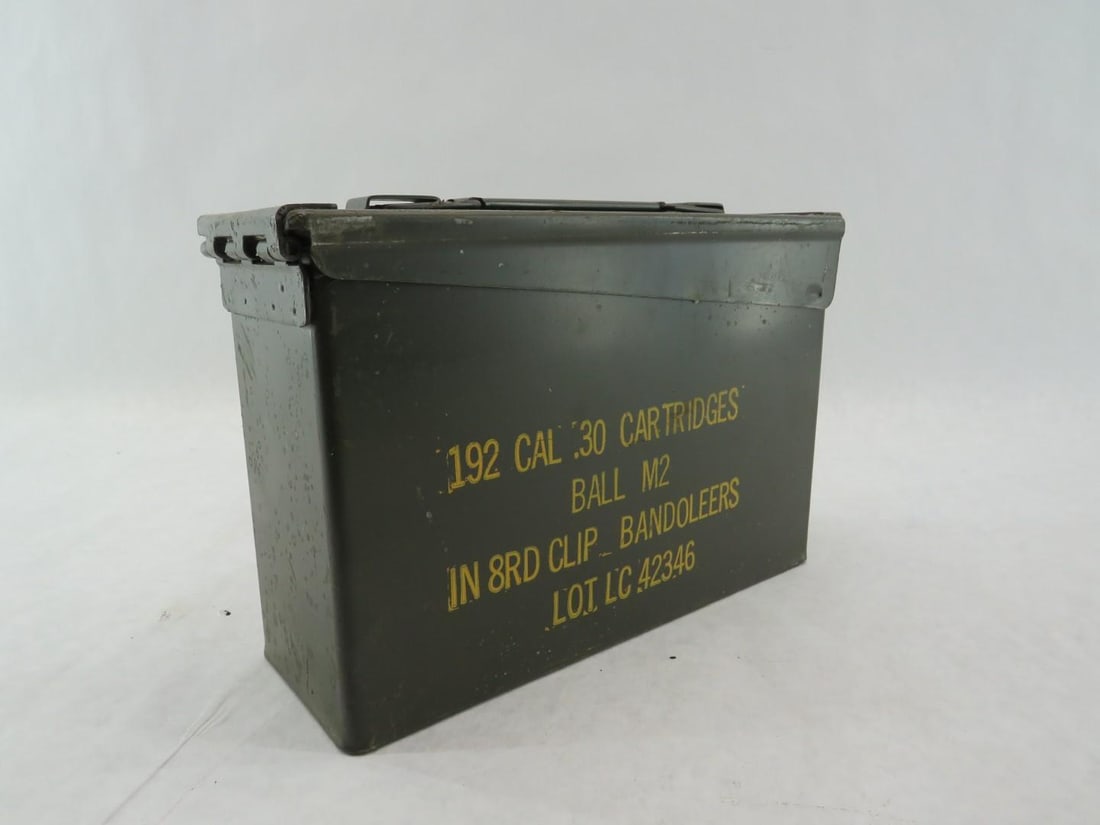 192 CAL .30 CARTRIDGES
BALL M2
IN 8RD CLIP_ BANDOLEERS
LOT LC 42346